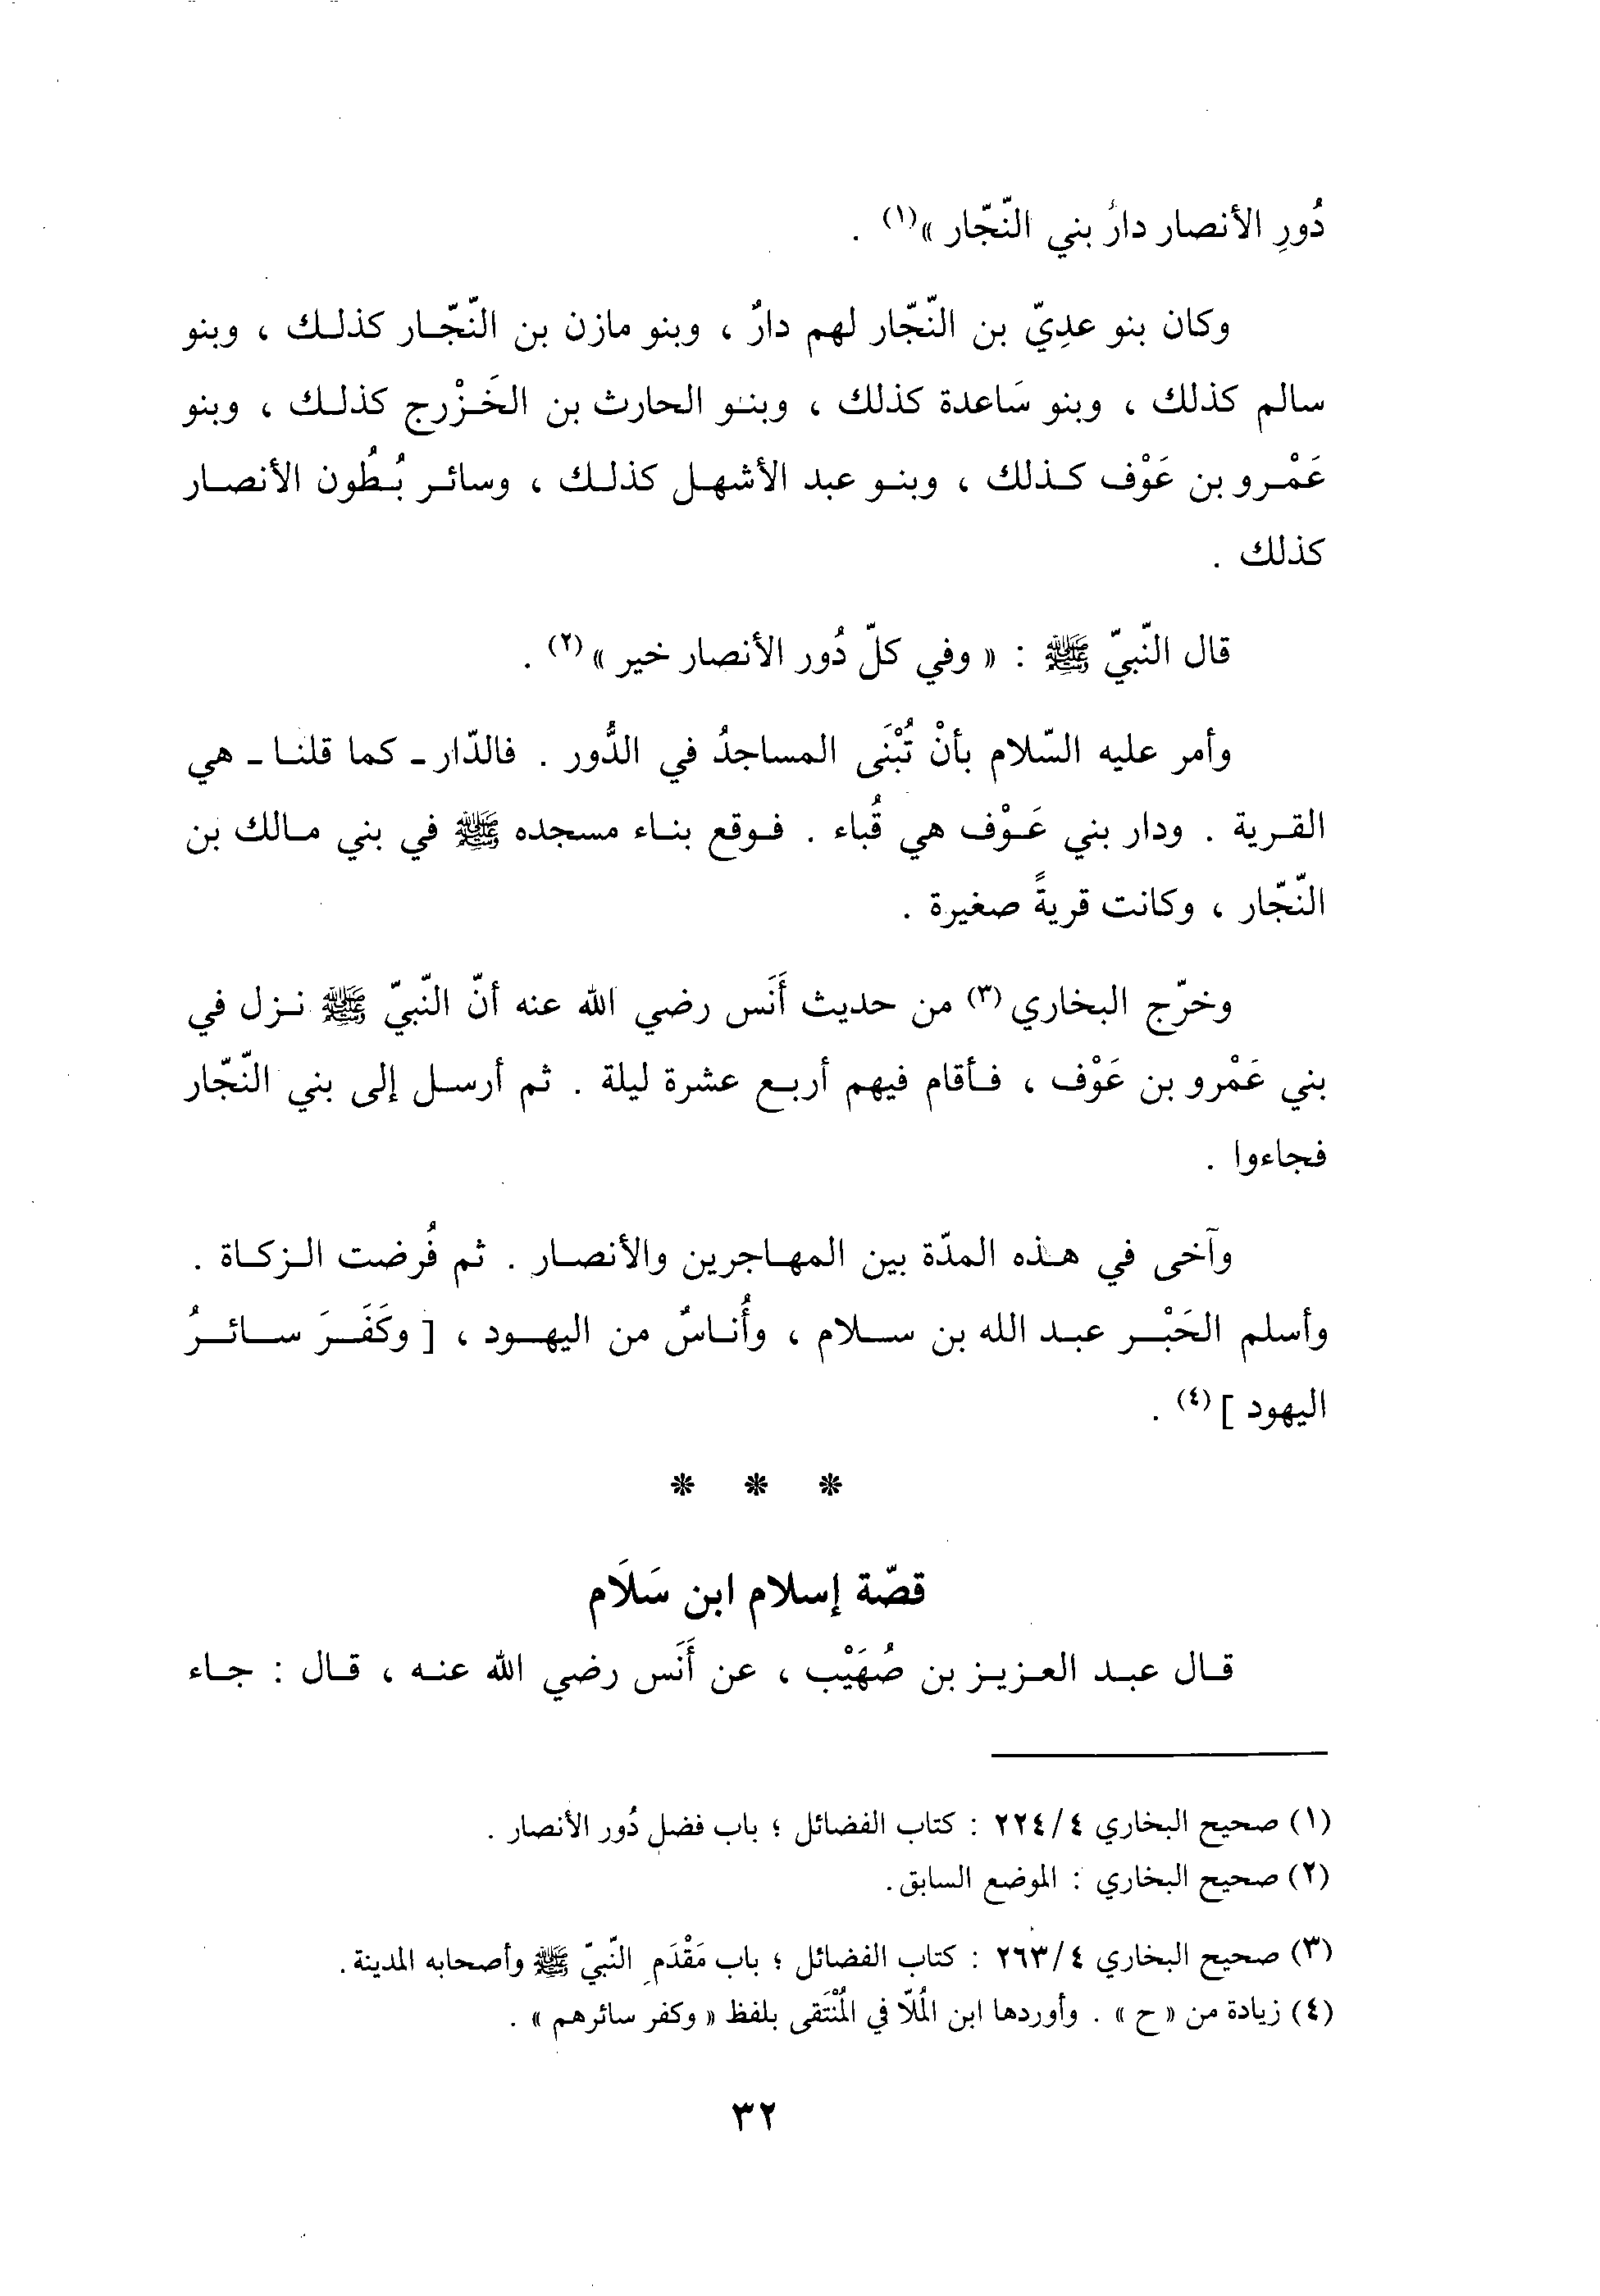 دُورِ الأنصار دارُ بني النّجّار »(١) .
وكان بنو عدِيّ بن النّجّار لهم دارٌ ، وبنو مازن بن النّجّار كذلك ، وبنو
سالم كذلك ، وبنو سَاعدة كذلك ، وبنو الحارث بن الخَزْرج كذلك ، وبنو
عَمْرو بن عَوْف كذلك ، وبنو عبد الأشهل كذلك ، وسائر بُطُون الأنصار
كذلك .
قال النّبيّ ﷺ : « وفي كلّ دُور الأنصار خير »(٢) .
وأمر عليه السّلام بأنْ تُبْنَى المساجدُ في الدُّور . فالدّار ـ كما قلنا ـ هي
القرية . ودار بني عَوْف هي قُباء . فوقع بناء مسجده ﷺ في بني مالك بن
النّجّار ، وكانت قريةً صغيرة .
وخرّج البخاري(٣) من حديث أَنَس رضي الله عنه أنّ النّبيّ ﷺ نزل في
بني عَمْرو بن عَوْف ، فأقام فيهم أربع عشرة ليلة . ثم أرسل إلى بني النّجّار
فجاءوا .
وآخى في هذه المدّة بين المهاجرين والأنصار . ثم فُرضت الزكاة .
وأسلم الحَبْر عبد الله بن سلام ، وأُناسٌ من اليهود ، [ وكَفَرَ سائرُ
اليهود ](٤) .
* * *
قصّة إسلام ابن سَلَام
قال عبد العزيز بن صُهَيْب ، عن أَنَس رضي الله عنه ، قال : جاء
(١) صحيح البخاري ٢٢٤/٤ : كتاب الفضائل ؛ باب فضل دُور الأنصار .
(٢) صحيح البخاري : الموضع السابق.
(٣) صحيح البخاري ٢٦٣/٤ : كتاب الفضائل ؛ باب مَقْدَمِ النّبيّ ﷺ وأصحابه المدينة.
(٤) زيادة من « ح » . وأوردها ابن المُلّا في المُنْتَقى بلفظ « وكفر سائرهم » .
٣٢